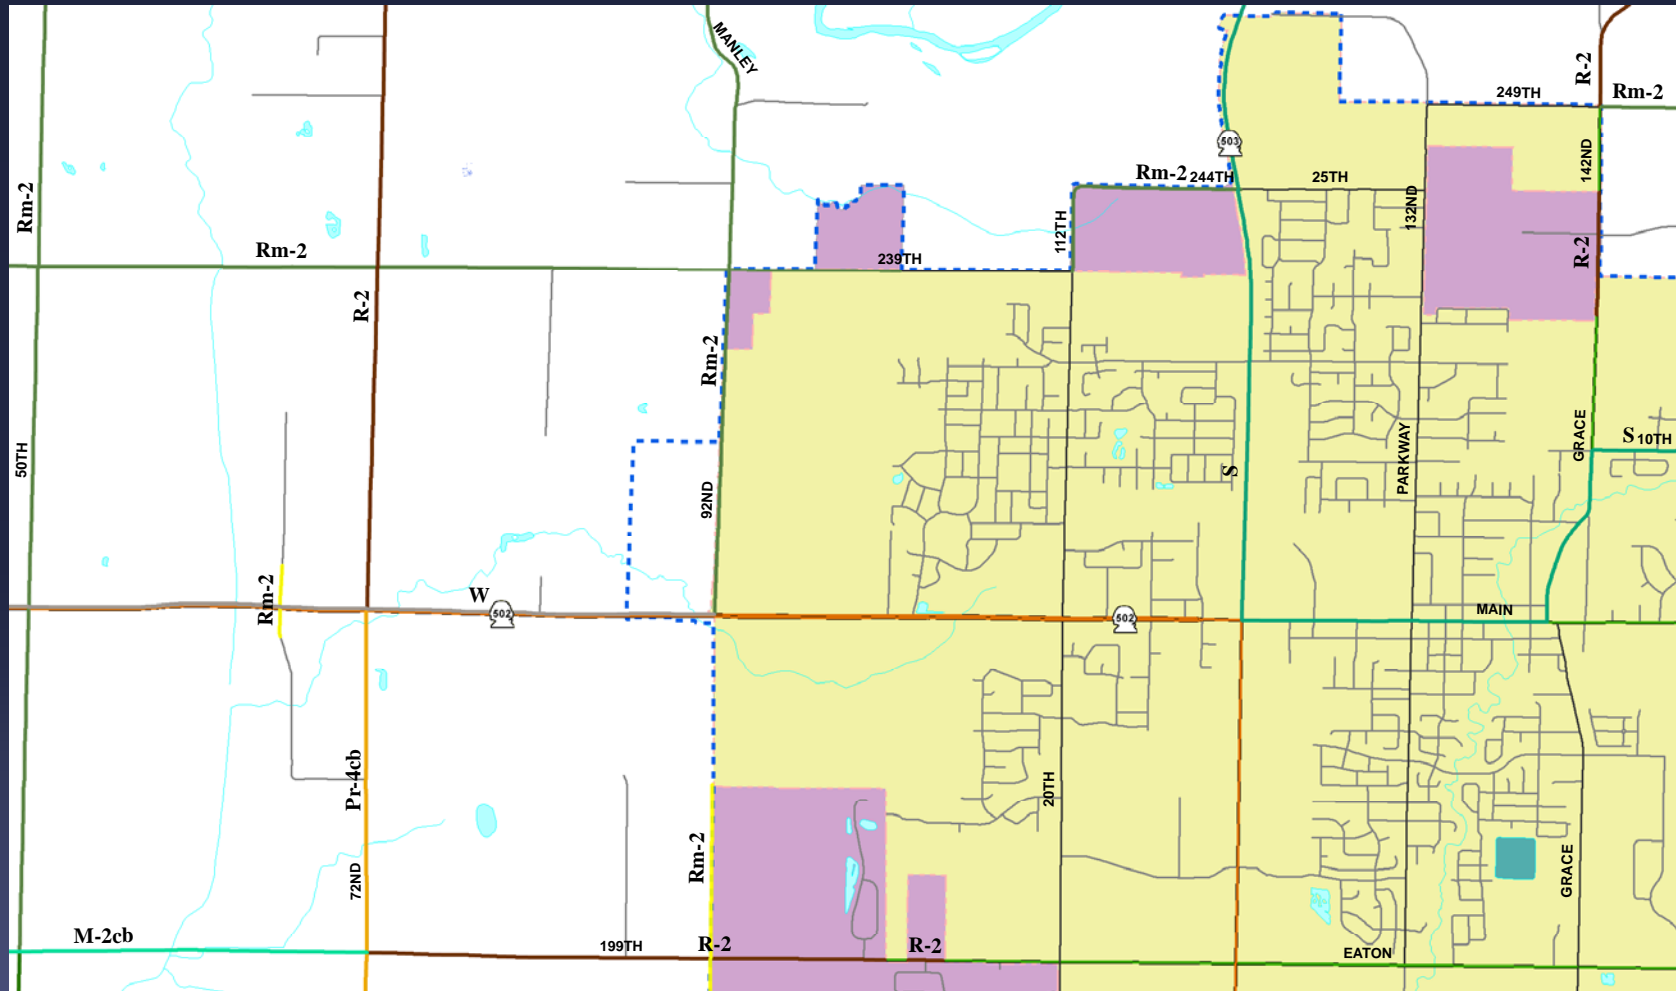 MANLEY
503
R-2
249TH
Rm-2
142ND
Rm-2
244TH
25TH
132ND
Rm-2
112TH
R-2
Rm-2
239TH
R-2
Rm-2
GRACE
S
10TH
50TH
PARKWAY
S
92ND
Rm-2
W
502
502
MAIN
Pr-4cb
20TH
Rm-2
72ND
GRACE
M-2cb
199TH
R-2
R-2
EATON